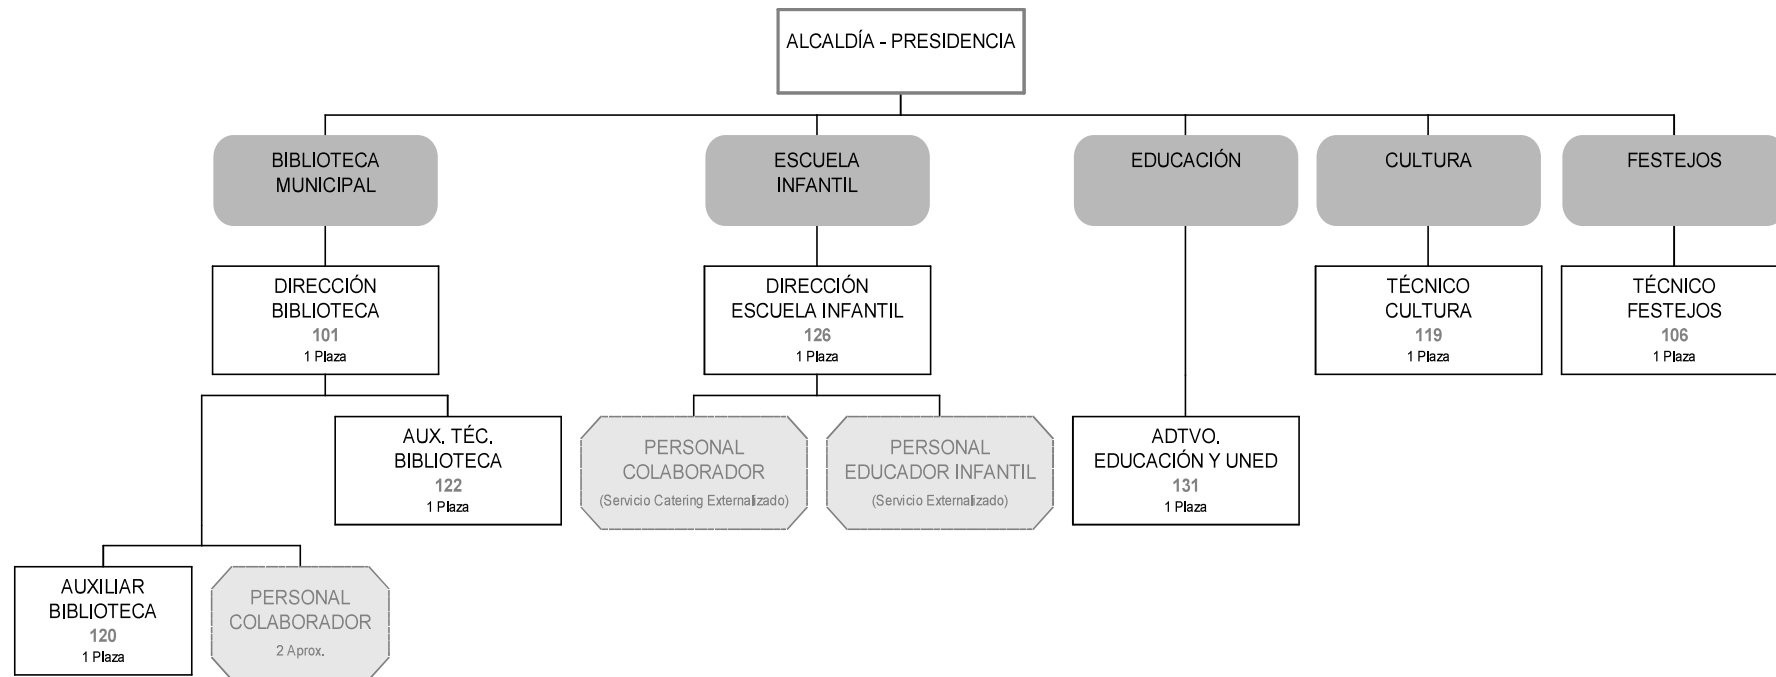 ALCALDÍA - PRESIDENCIA
BIBLIOTECA
MUNICIPAL
ESCUELA
INFANTIL
EDUCACIÓN
CULTURA
FESTEJOS
DIRECCIÓN
BIBLIOTECA
101
1 Plaza
DIRECCIÓN
ESCUELA INFANTIL
126
1 Plaza
TÉCNICO
CULTURA
119
1 Plaza
TÉCNICO
FESTEJOS
106
1 Plaza
AUX. TÉC.
BIBLIOTECA
122
1 Plaza
PERSONAL
COLABORADOR
(Servicio Catering Externalizado)
PERSONAL
EDUCADOR INFANTIL
(Servicio Externalizado)
ADTVO.
EDUCACIÓN Y UNED
131
1 Plaza
AUXILIAR
BIBLIOTECA
120
1 Plaza
PERSONAL
COLABORADOR
2 Aprox.